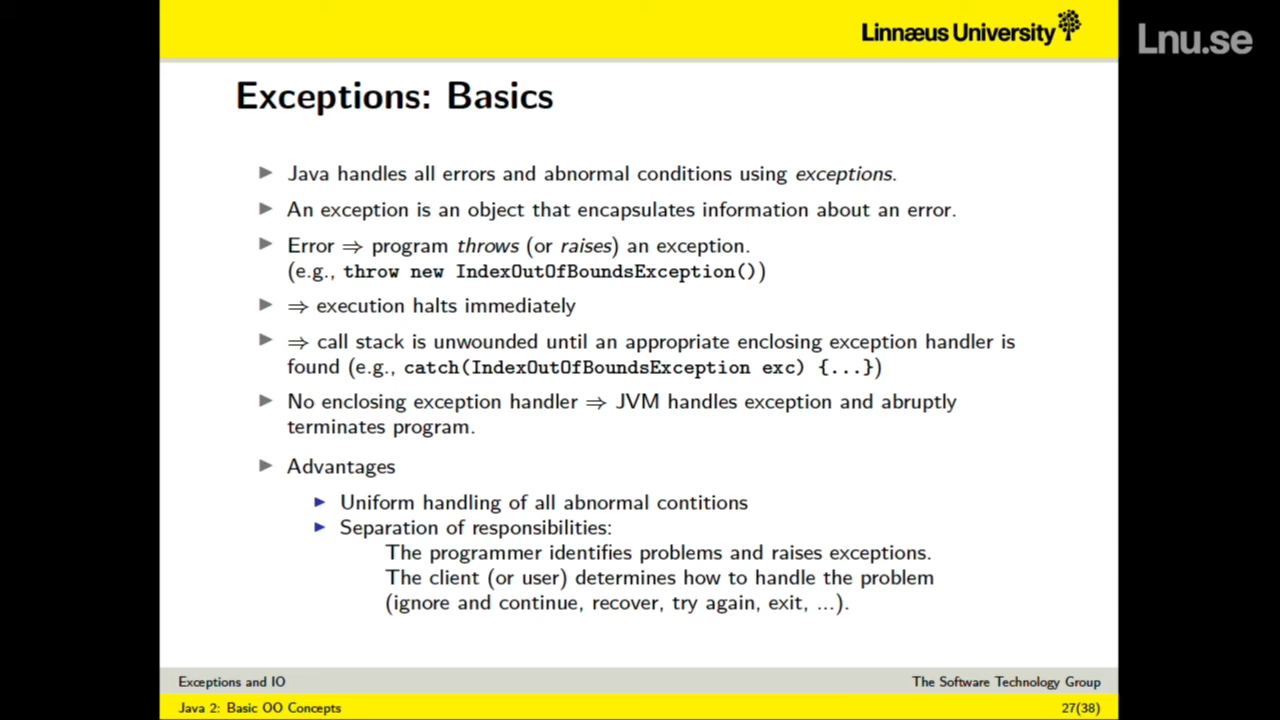 Linnæus University
Lnu.se
Exceptions: Basics
▶ Java handles all errors and abnormal conditions using exceptions.
▶ An exception is an object that encapsulates information about an error.
▶ Error ⇒ program throws (or raises) an exception.
(e.g., throw new IndexOutOfBoundsException())
▶ ⇒ execution halts immediately
▶ ⇒ call stack is unwounded until an appropriate enclosing exception handler is
found (e.g., catch(IndexOutOfBoundsException exc) {...})
▶ No enclosing exception handler ⇒ JVM handles exception and abruptly
terminates program.
▶ Advantages
▶ Uniform handling of all abnormal contitions
▶ Separation of responsibilities:
The programmer identifies problems and raises exceptions.
The client (or user) determines how to handle the problem
(ignore and continue, recover, try again, exit, ...).
Exceptions and IO
The Software Technology Group
Java 2: Basic OO Concepts
27(38)